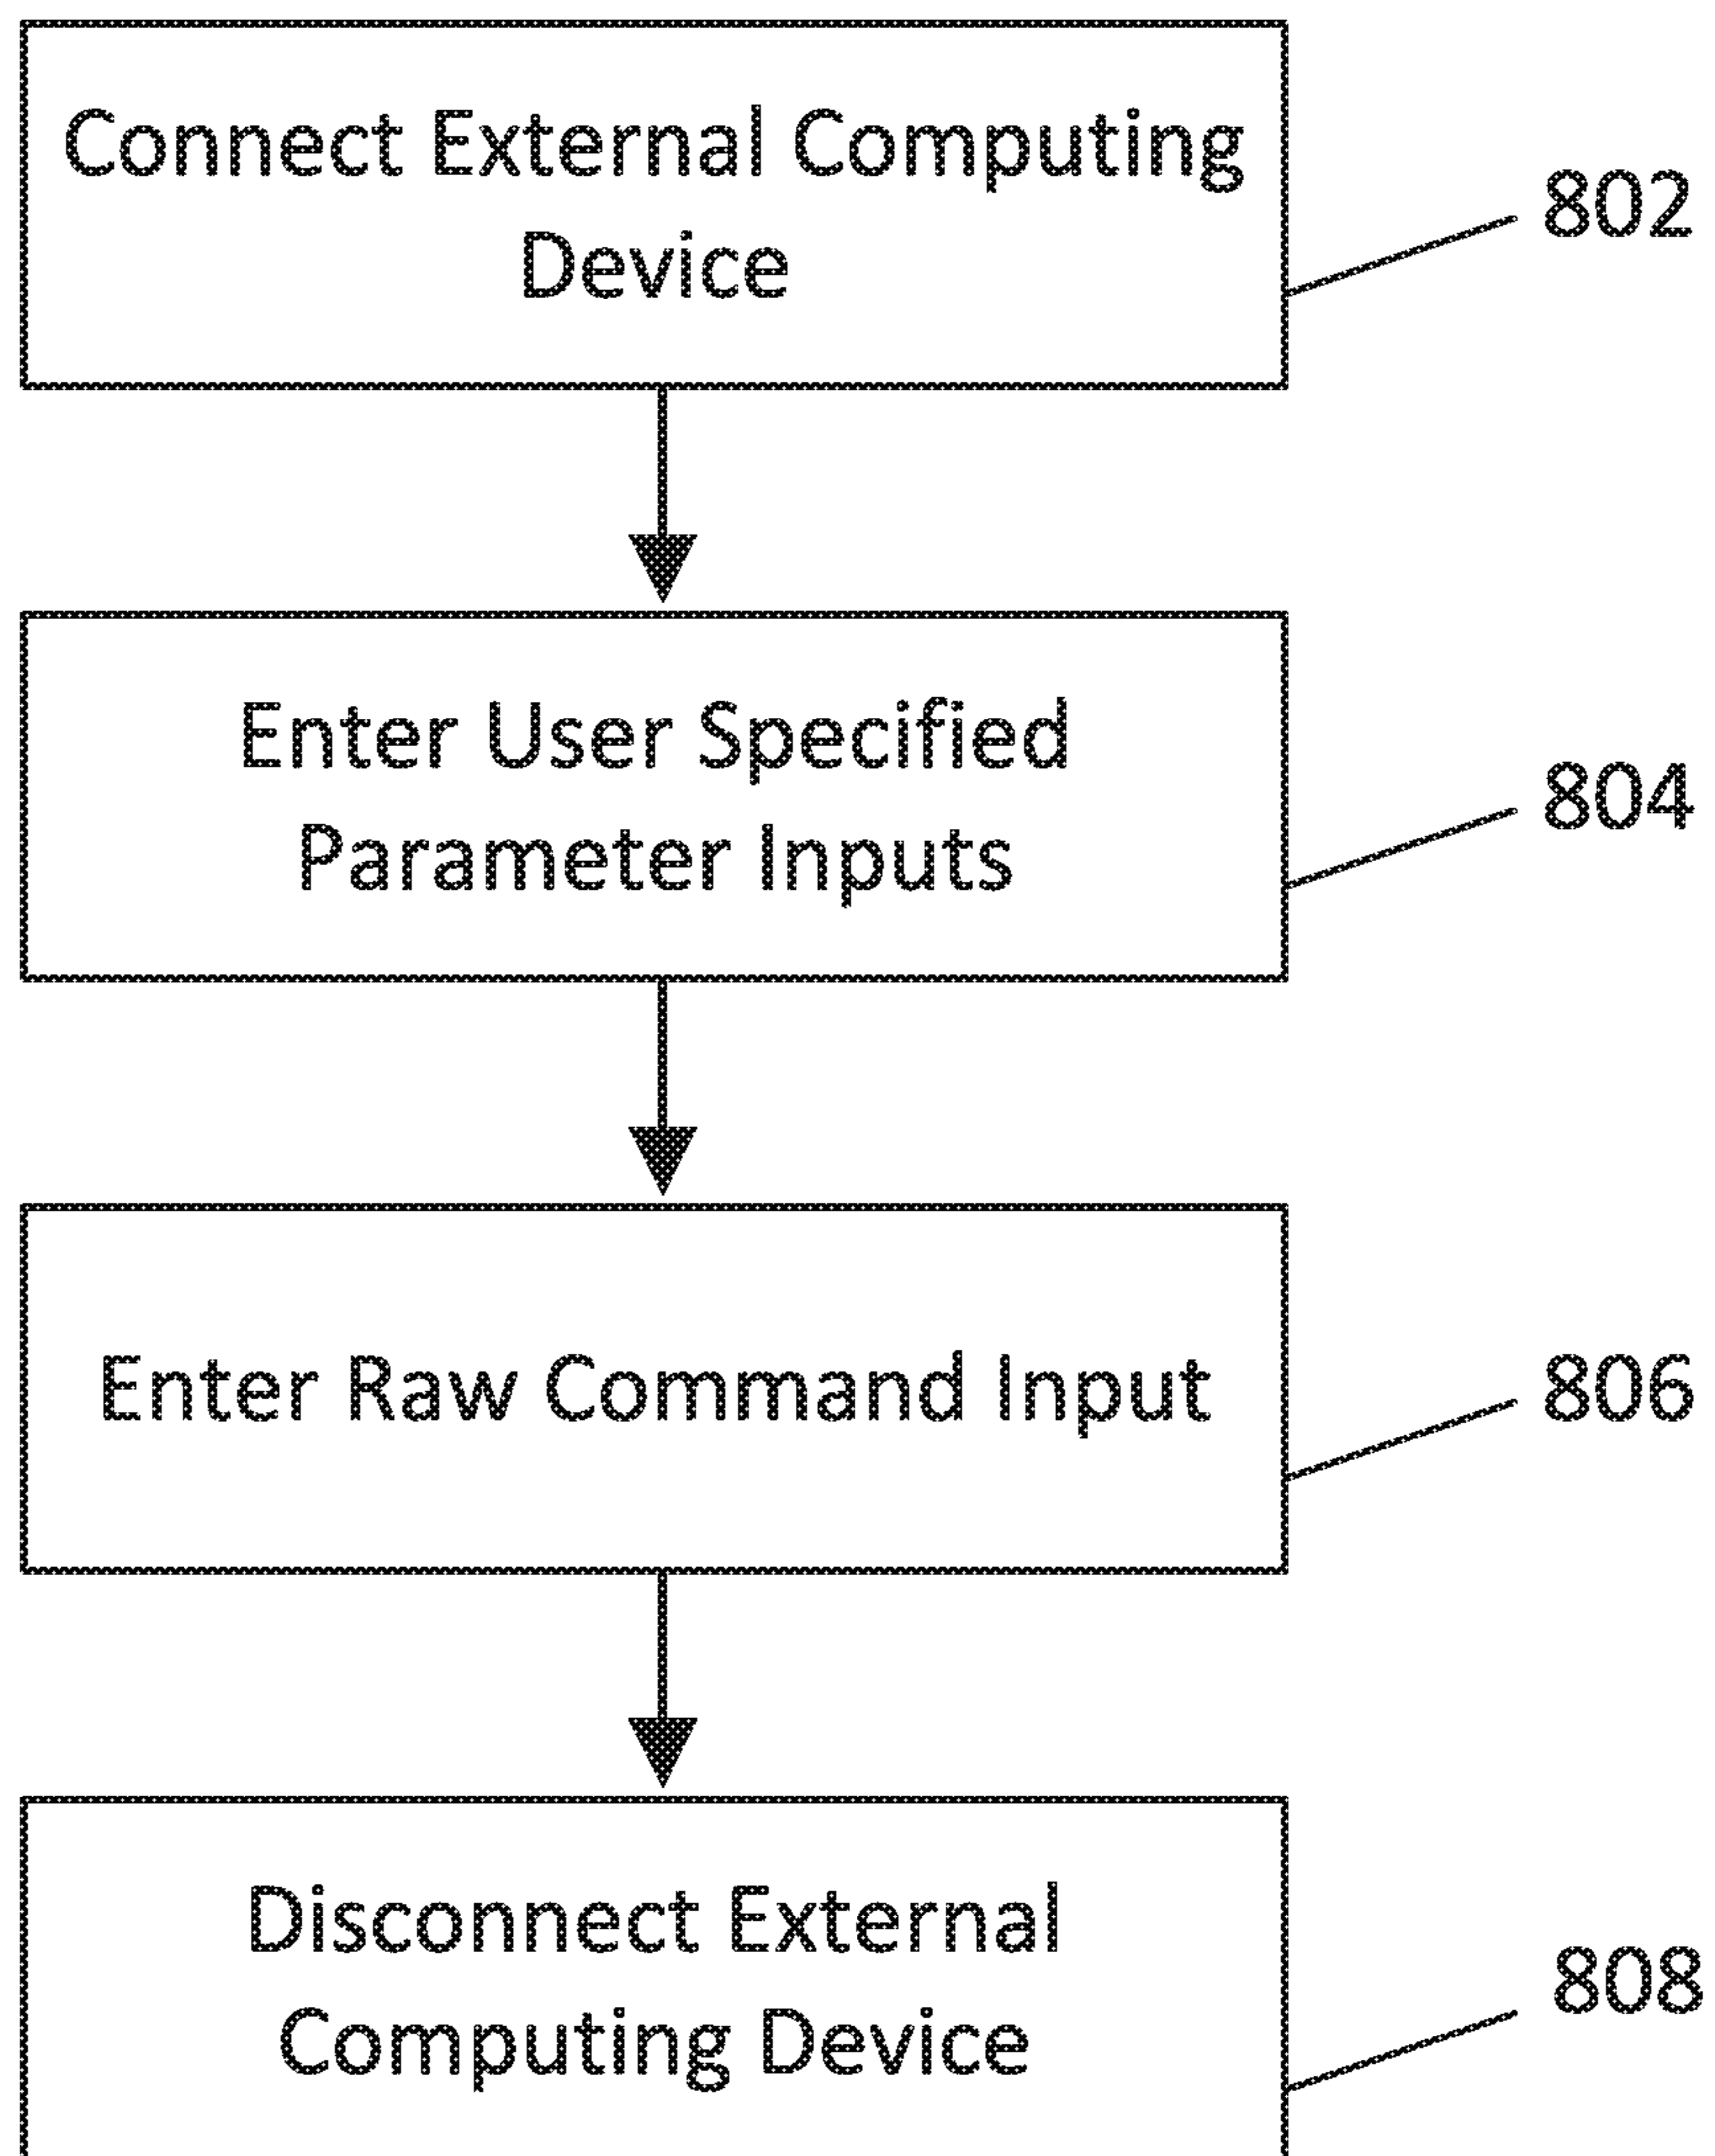 Connect External Computing
Device
802
Enter User Specified
Parameter Inputs
804
Enter Raw Command Input
806
Disconnect External
Computing Device
808